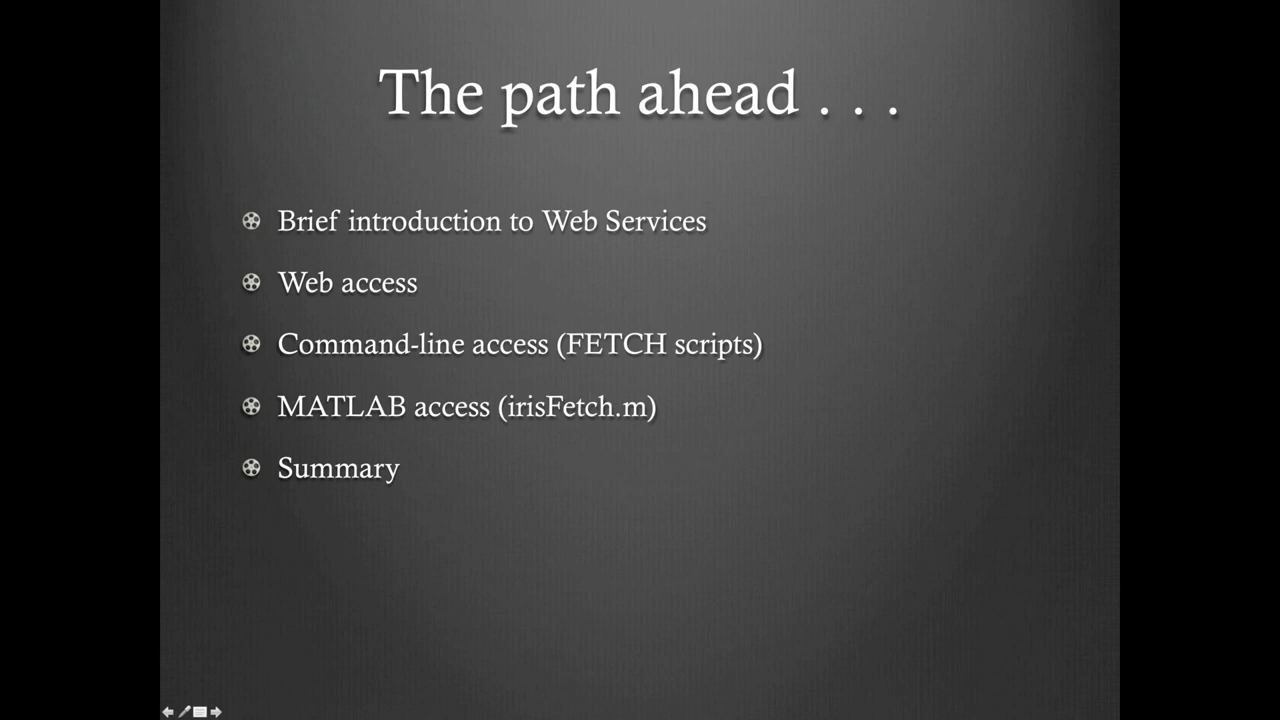 The path ahead . . .
Brief introduction to Web Services
Web access
Command-line access (FETCH scripts)
MATLAB access (irisFetch.m)
Summary